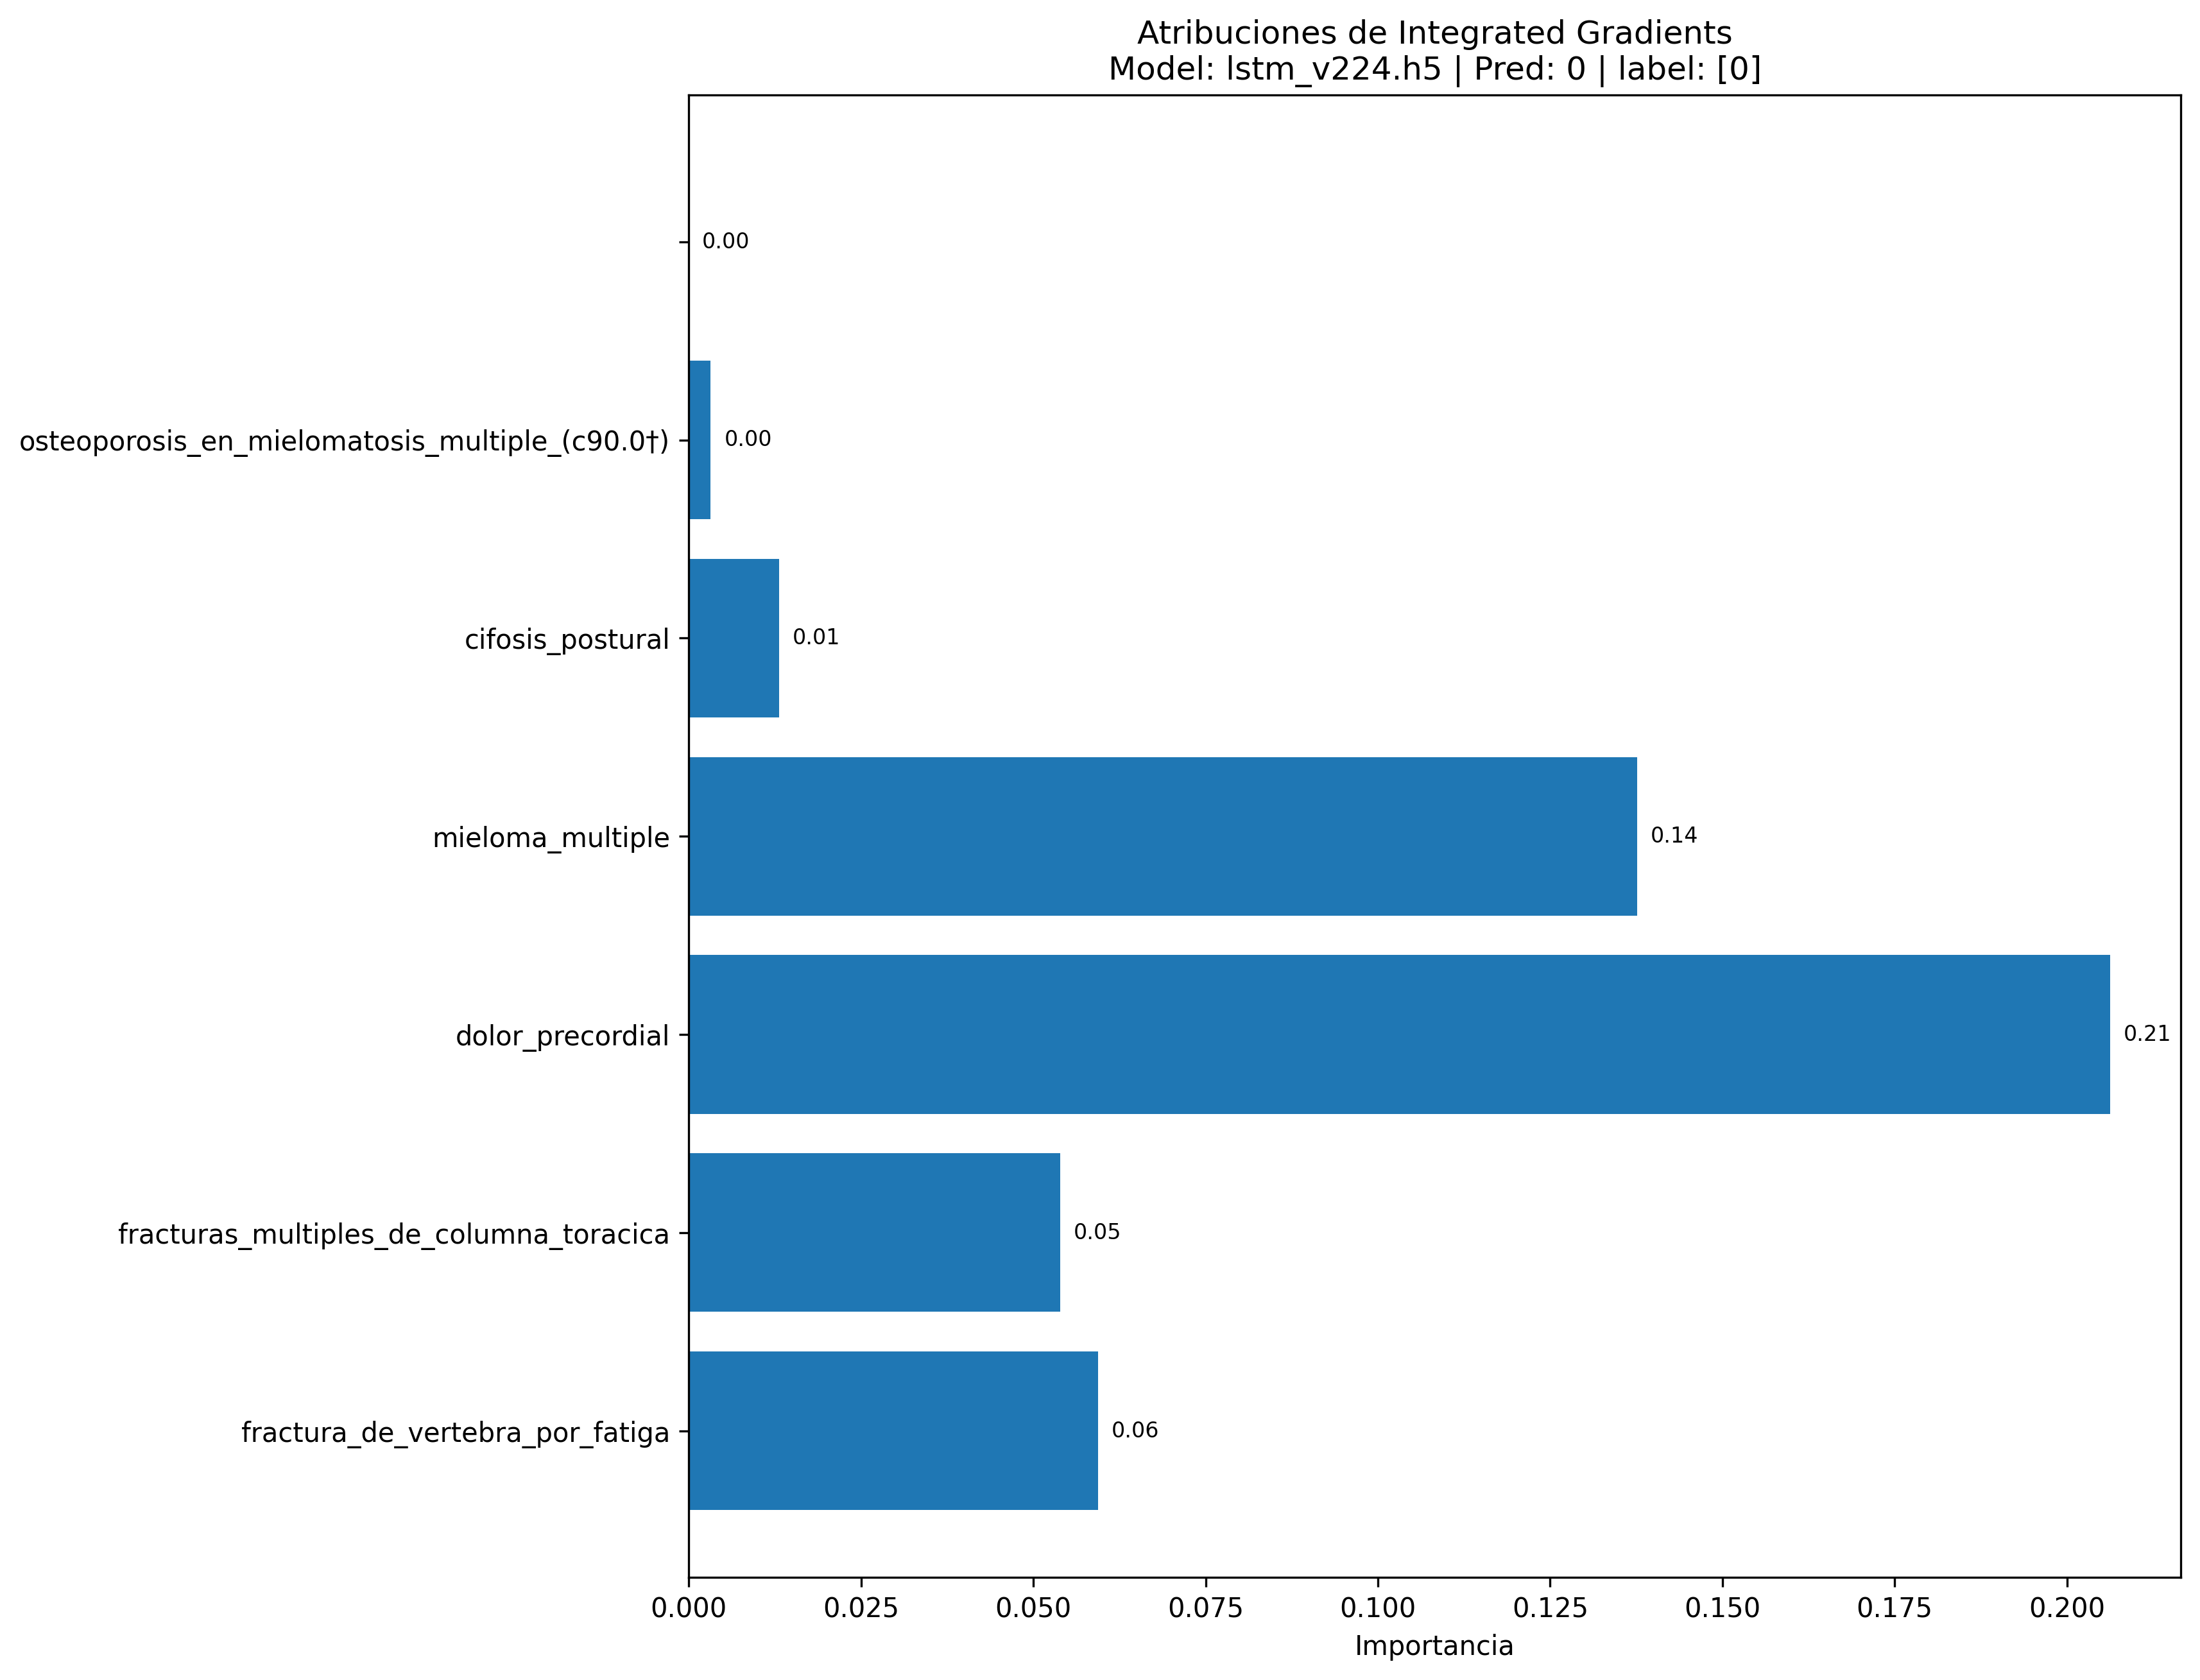 Atribuciones de Integrated Gradients
Model: lstm_v224.h5 | Pred: 0 | label: [0]
0.00
osteoporosis_en_mielomatosis_multiple_(c90.0†) 0.00
cifosis_postural 0.01
mieloma_multiple 0.14
dolor_precordial 0.21
fracturas_multiples_de_columna_toracica 0.05
fractura_de_vertebra_por_fatiga 0.06
0.000 0.025 0.050 0.075 0.100 0.125 0.150 0.175 0.200
Importancia